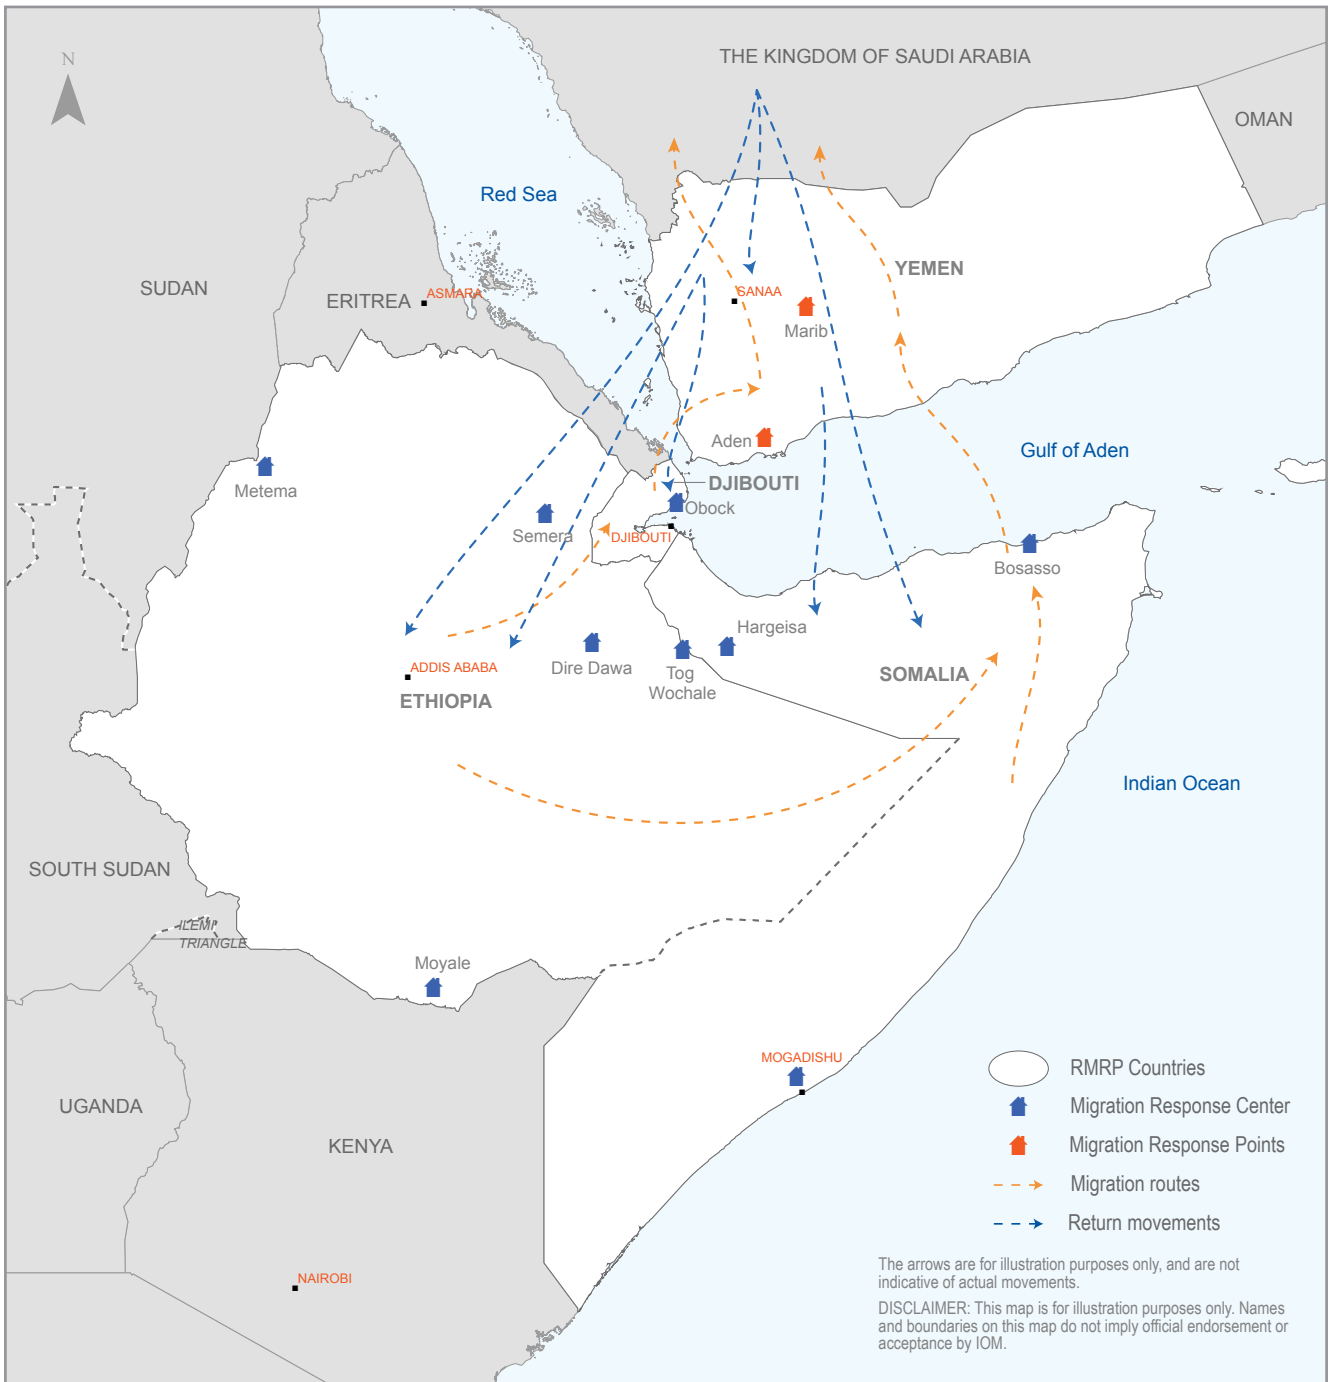 N
THE KINGDOM OF SAUDI ARABIA
OMAN
Red Sea
YEMEN
SUDAN
ERITREA
ASMARA
SANAA
Marib
Aden
Gulf of Aden
Metema
DJIBOUTI
Obock
Semera
DJIBOUTI
Bosasso
Hargeisa
Dire Dawa
Tog
Wochale
ADDIS ABABA
ETHIOPIA
SOMALIA
Indian Ocean
SOUTH SUDAN
ILEMI
TRIANGLE
Moyale
MOGADISHU
UGANDA
KENYA
NAIROBI
RMRP Countries
Migration Response Center
Migration Response Points
Migration routes
Return movements
The arrows are for illustration purposes only, and are not
indicative of actual movements.
DISCLAIMER: This map is for illustration purposes only. Names
and boundaries on this map do not imply official endorsement or
acceptance by IOM.